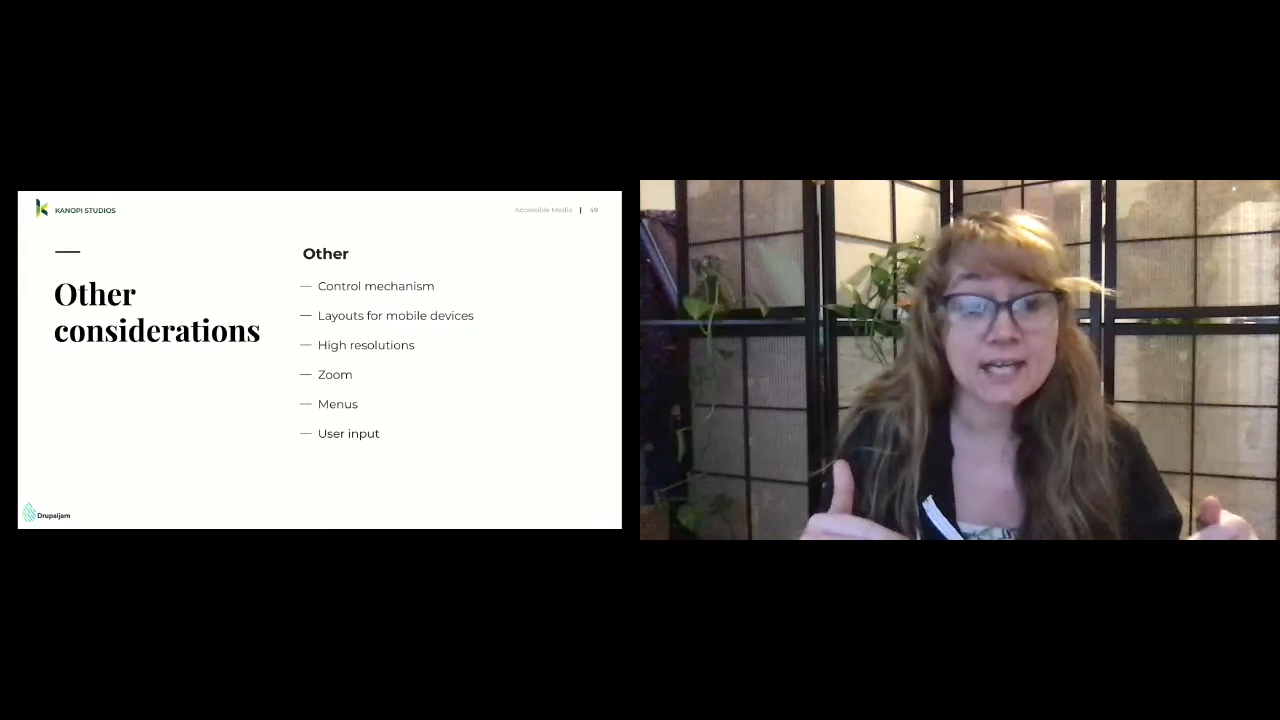 KANOPI STUDIOS
Accessible Media | 49
Other
considerations
Other
— Control mechanism
— Layouts for mobile devices
— High resolutions
— Zoom
— Menus
— User input
Drupaljam